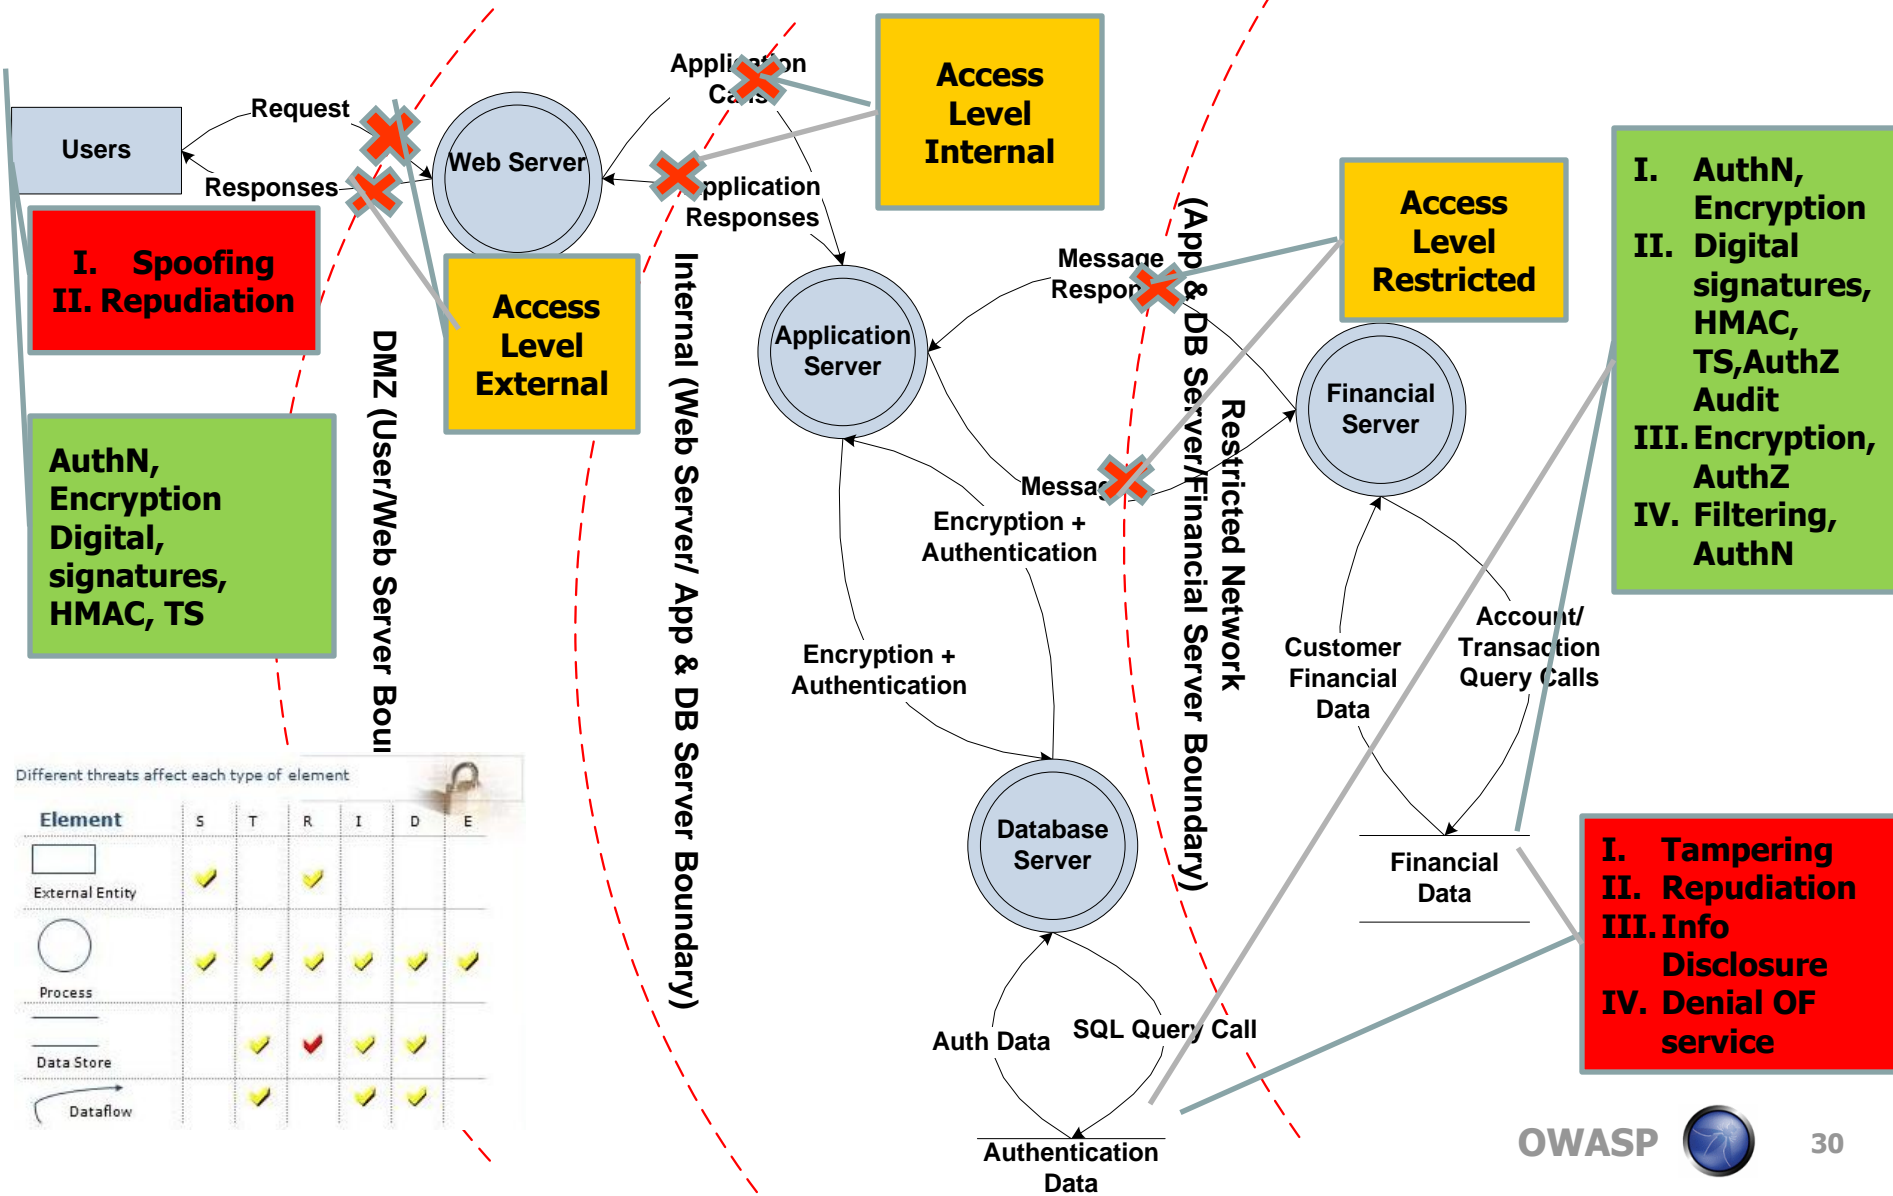 Users
Request
Responses
I. Spoofing
II. Repudiation
AuthN,
Encryption
Digital,
signatures,
HMAC, TS
DMZ (User/Web Server
Web Server
Access
Level
External
Application
Calls
Application
Responses
Access
Level
Internal
Internal (Web Server/ App & DB Server Boundary)
Application
Server
Message
Message
Encryption +
Authentication
Encryption +
Authentication
Database
Server
Auth Data
SQL Query Call
Authentication
Data
Restricted Network
(App & DB Server/Financial Server Boundary)
Access
Level
Restricted
Financial
Server
Customer
Financial
Data
Account/
Transaction
Query Calls
Financial
Data
I. AuthN,
Encryption
II. Digital
signatures,
HMAC,
TS,AuthZ
Audit
III. Encryption,
AuthZ
IV. Filtering,
AuthN
I. Tampering
II. Repudiation
III. Info
Disclosure
IV. Denial OF
service
Different threats affect each type of element
Element S T R I D E
External Entity
Process
Data Store
Dataflow
OWASP
30